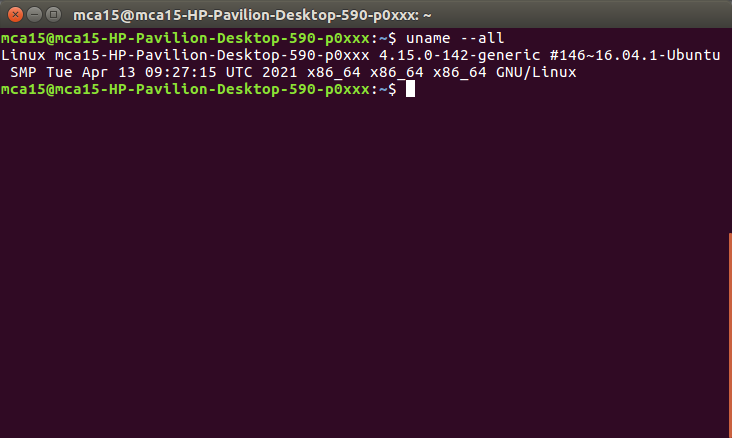 mca15@mca15-HP-Pavilion-Desktop-590-p0xxx: ~
mca15@mca15-HP-Pavilion-Desktop-590-p0xxx:~$ uname --all
Linux mca15-HP-Pavilion-Desktop-590-p0xxx 4.15.0-142-generic #146~16.04.1-Ubuntu
 SMP Tue Apr 13 09:27:15 UTC 2021 x86_64 x86_64 x86_64 GNU/Linux
mca15@mca15-HP-Pavilion-Desktop-590-p0xxx:~$